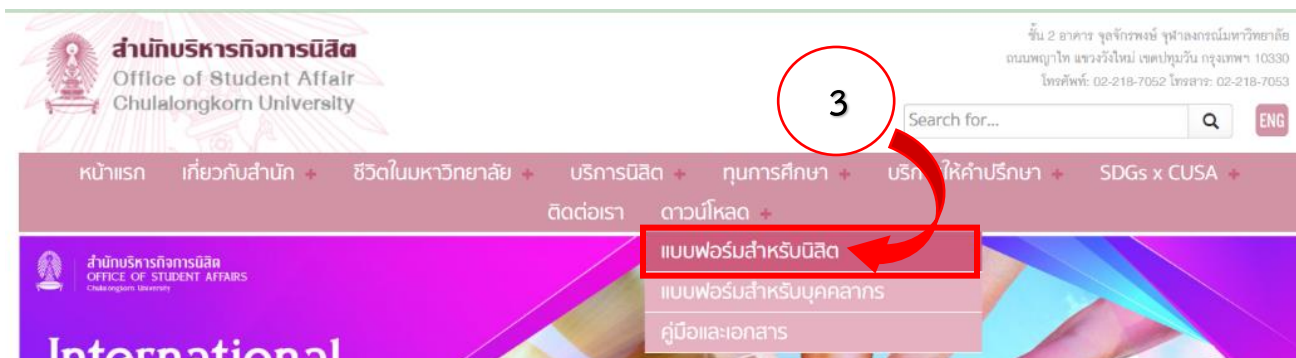 สำนักบริหารกิจการนิสิต
Office of Student Affair
Chulalongkorn University
ชั้น 2 อาคาร จุลจักรพงษ์ จุฬาลงกรณ์มหาวิทยาลัย
ถนนพญาไท แขวงวังใหม่ เขตปทุมวัน กรุงเทพฯ 10330
โทรศัพท์: 02-218-7052 โทรสาร: 02-218-7053
3
Search for...
ENG
หน้าแรก เกี่ยวกับสำนัก + ชีวิตในมหาวิทยาลัย + บริการนิสิต + ทุนการศึกษา + ให้คำปรึกษา + SDGs x CUSA +
ติดต่อเรา ดาวน์โหลด +
แบบฟอร์มสำหรับนิสิต
แบบฟอร์มสำหรับบุคคลากร
คู่มือและเอกสาร
สำนักบริหารกิจการนิสิต
OFFICE OF STUDENT AFFAIRS
Chulalongkorn University
International